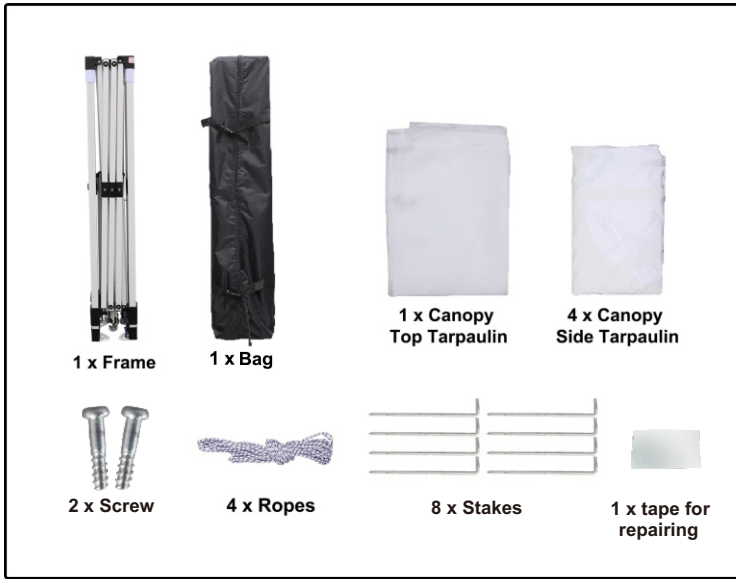 1 x Frame
1 x Bag
1 x Canopy
Top Tarpaulin
4 x Canopy
Side Tarpaulin
2 x Screw
4 x Ropes
8 x Stakes
1 x tape for
repairing